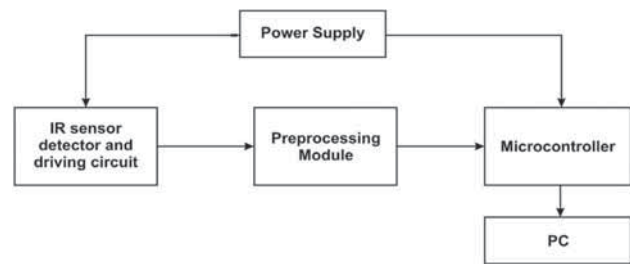 Power Supply
IR sensor
detector and
driving circuit
Preprocessing
Module
Microcontroller
PC